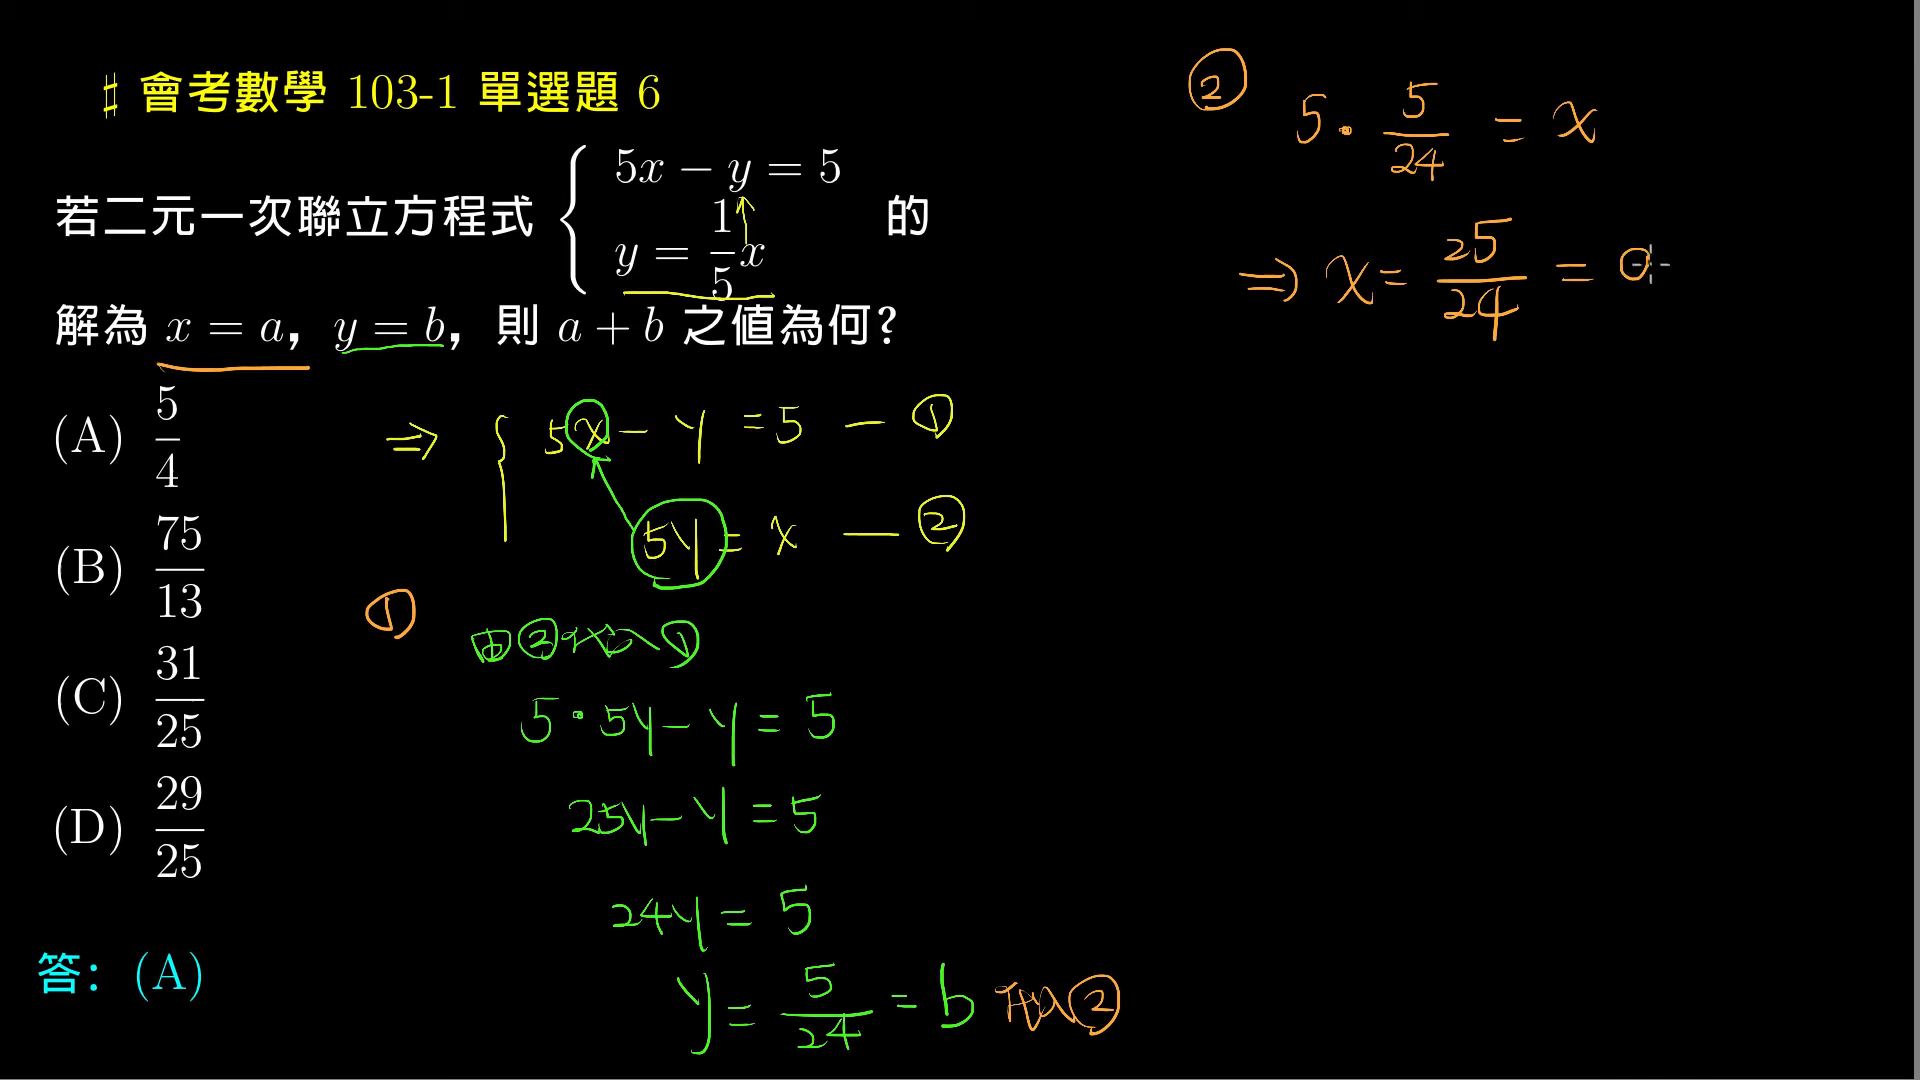 ♯ 會考數學 103-1 單選題 6
若二元一次聯立方程式 { 5x − y = 5
y = 1/5 x 的
解為 x = a，y = b，則 a + b 之值為何？
(A) 5/4
(B) 75/13
(C) 31/25
(D) 29/25
答：(A)
⇒ { 5x − y = 5 — ①
5y = x — ②
①
由②代入①
5·5y − y = 5
25y − y = 5
24y = 5
y = 5/24 = b 代入②
②
5·5/24 = x
⇒ x = 25/24 =